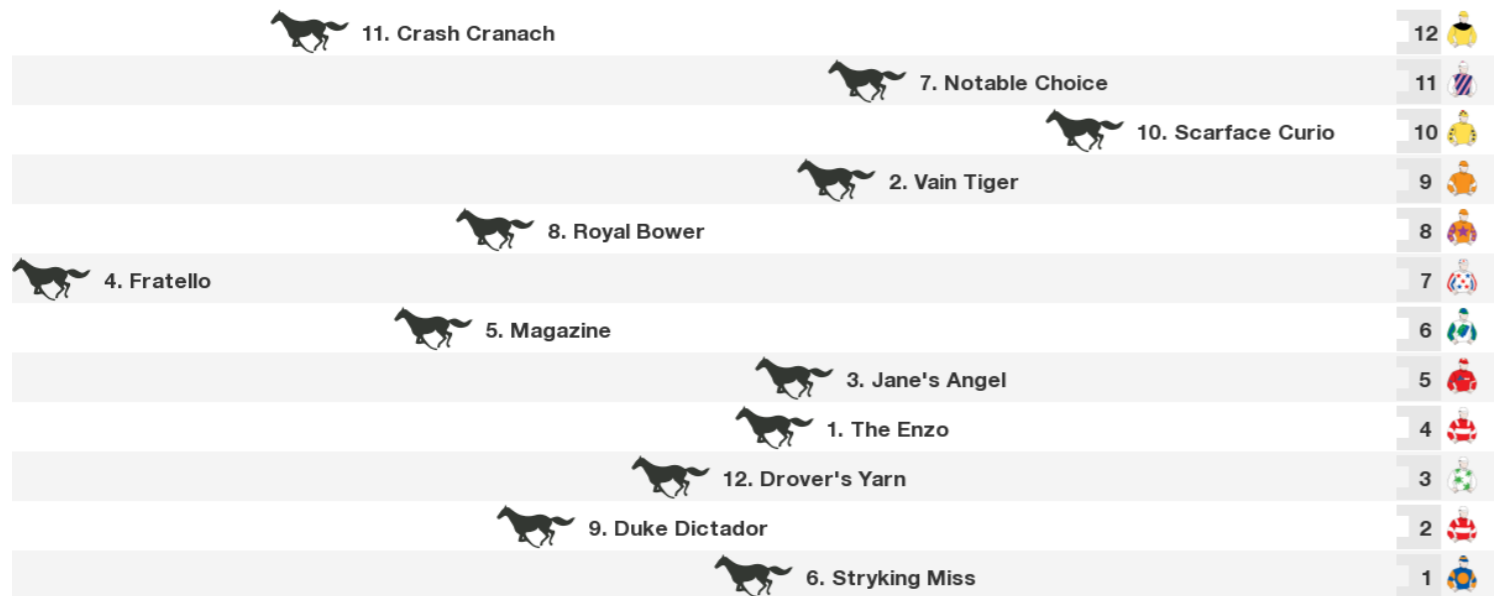 11. Crash Cranach 12
7. Notable Choice 11
10. Scarface Curio 10
2. Vain Tiger 9
8. Royal Bower 8
4. Fratello 7
5. Magazine 6
3. Jane's Angel 5
1. The Enzo 4
12. Drover's Yarn 3
9. Duke Dictador 2
6. Stryking Miss 1